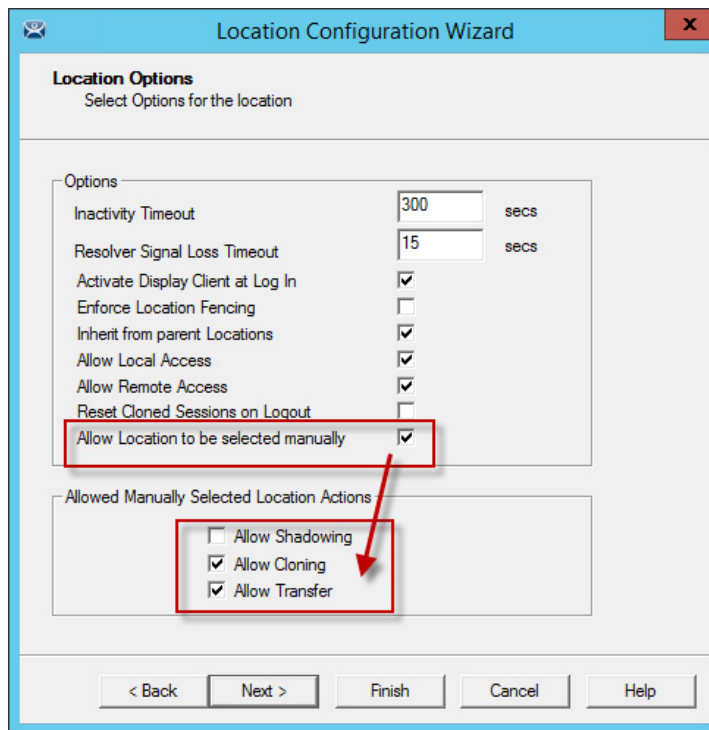 Location Configuration Wizard
x
Location Options
Select Options for the location
Options
Inactivity Timeout 300 secs
Resolver Signal Loss Timeout 15 secs
Activate Display Client at Log In
Enforce Location Fencing
Inherit from parent Locations
Allow Local Access
Allow Remote Access
Reset Cloned Sessions on Logout
Allow Location to be selected manually
Allowed Manually Selected Location Actions
Allow Shadowing
Allow Cloning
Allow Transfer
< Back Next > Finish Cancel Help